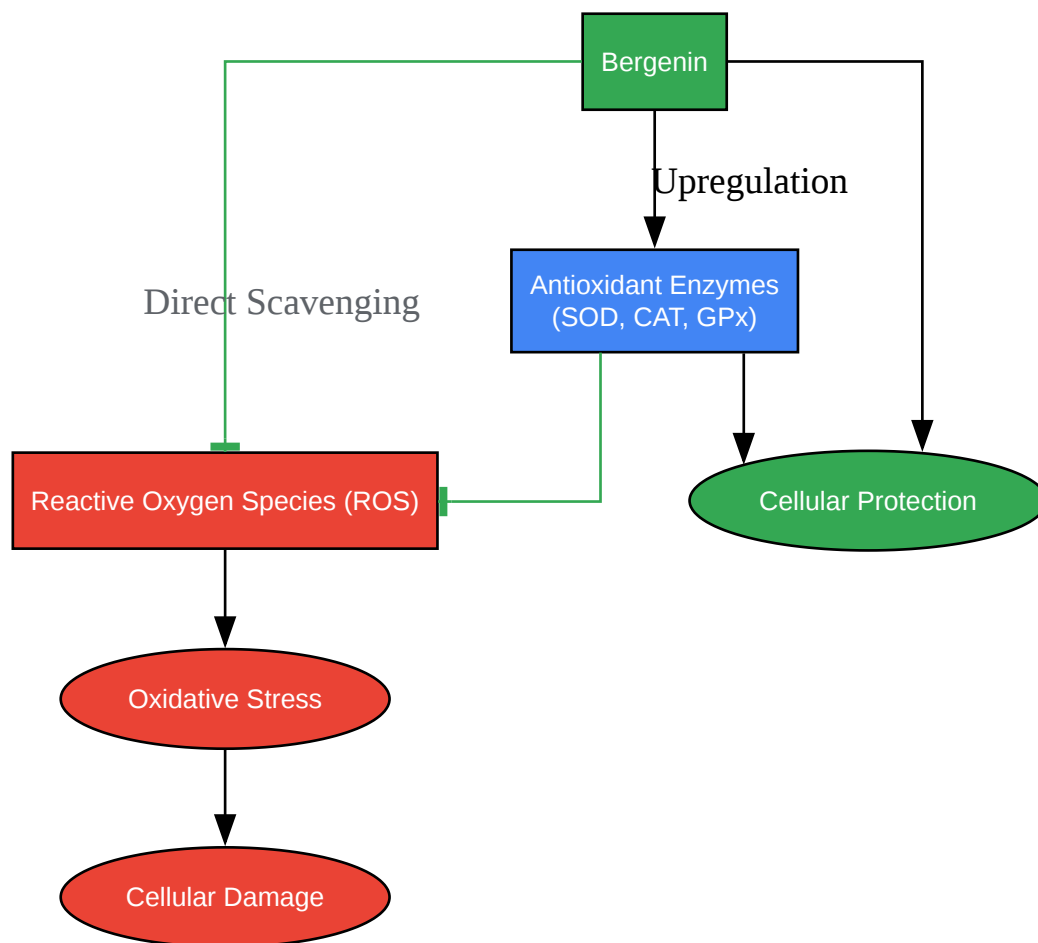 Bergenin
Upregulation
Antioxidant Enzymes
(SOD, CAT, GPx)
Direct Scavenging
Reactive Oxygen Species (ROS)
Cellular Protection
Oxidative Stress
Cellular Damage